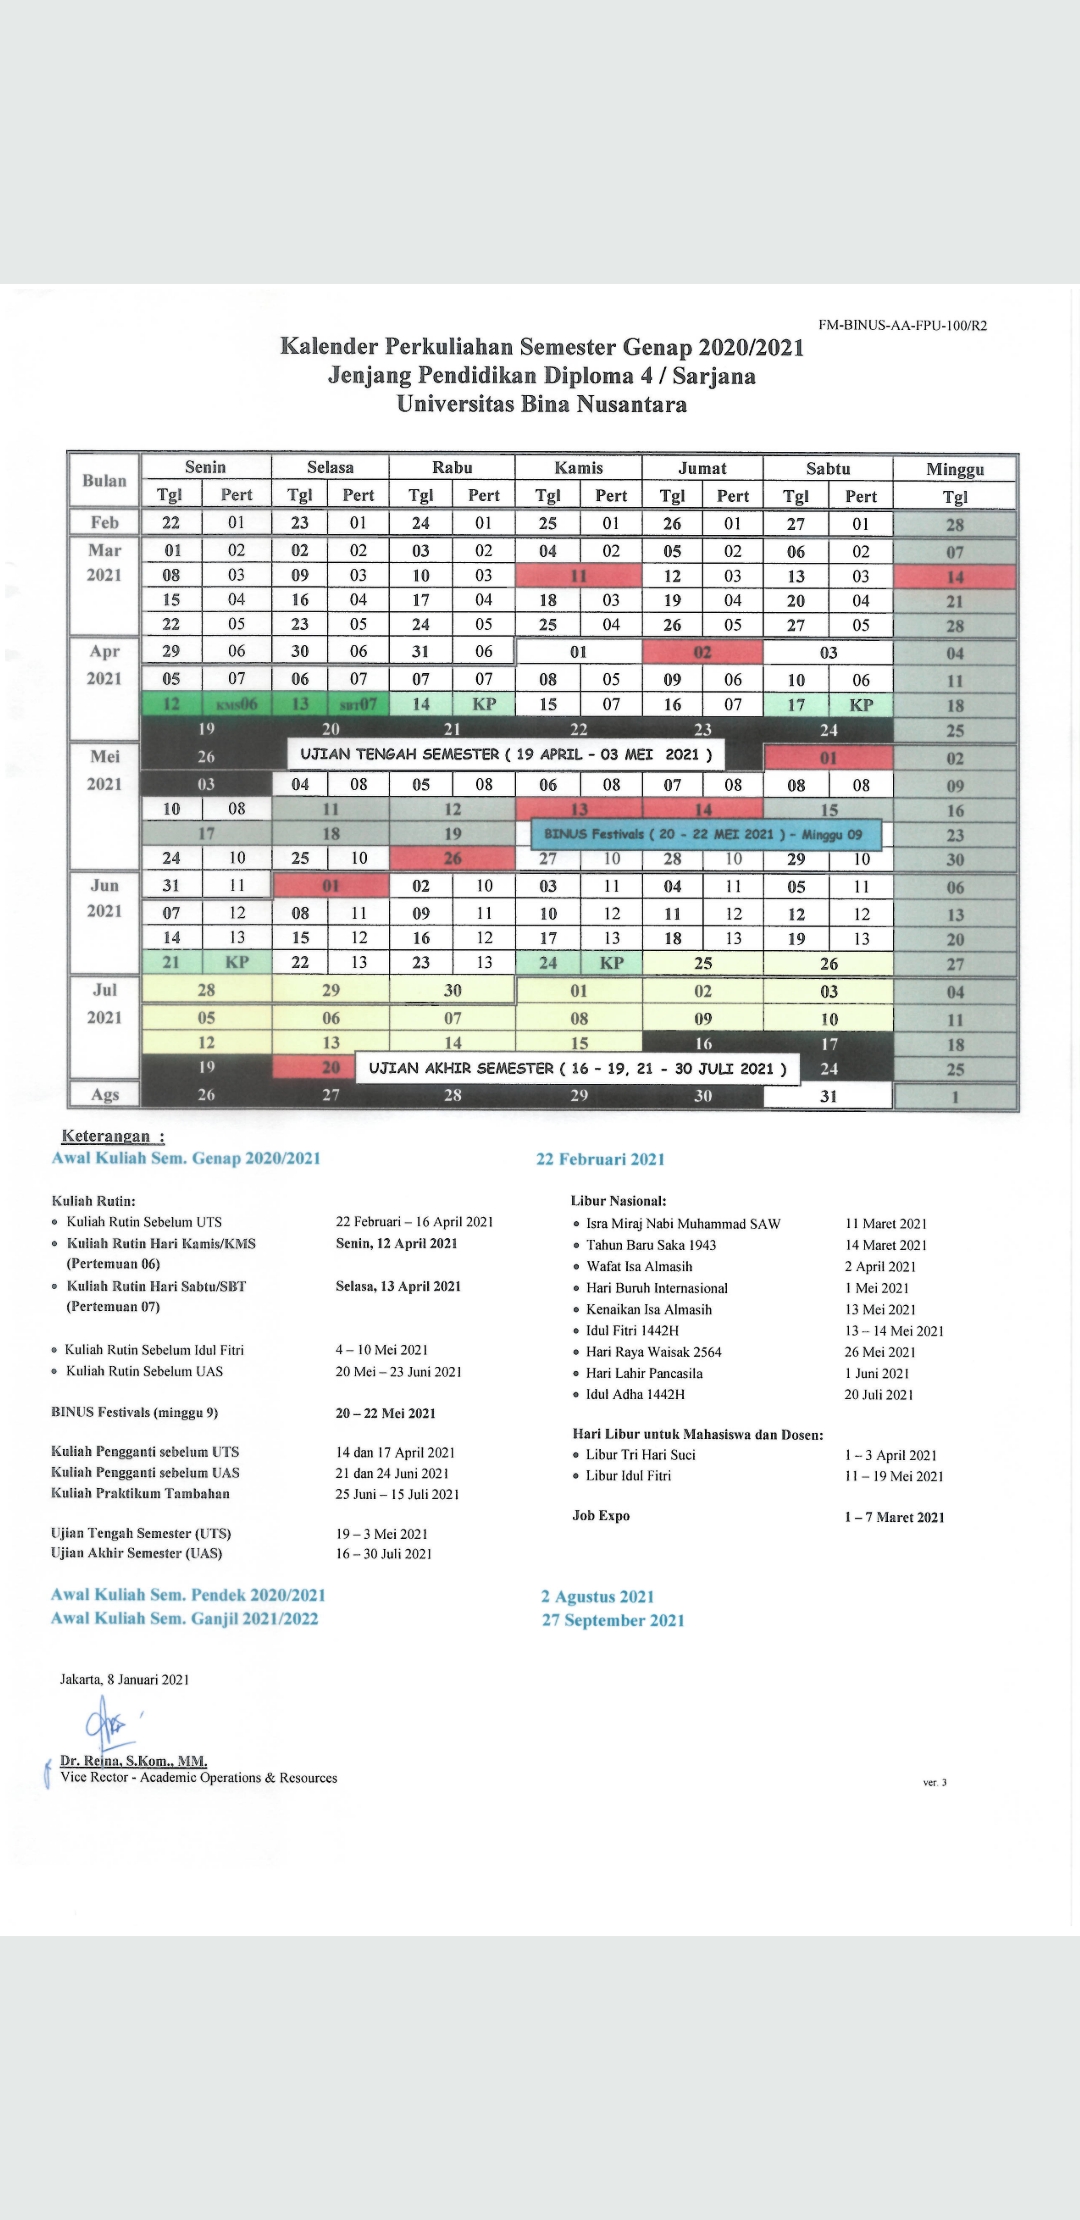 FM-BINUS-AA-FPU-100/R2
Kalender Perkuliahan Semester Genap 2020/2021
Jenjang Pendidikan Diploma 4 / Sarjana
Universitas Bina Nusantara
Bulan Senin Selasa Rabu Kamis Jumat Sabtu Minggu
Tgl Pert Tgl Pert Tgl Pert Tgl Pert Tgl Pert Tgl Pert Tgl
Feb 22 01 23 01 24 01 25 01 26 01 27 01 28
Mar 01 02 02 02 03 02 04 02 05 02 06 02 07
2021 08 03 09 03 10 03 11 12 03 13 03 14
15 04 16 04 17 04 18 03 19 04 20 04 21
22 05 23 05 24 05 25 04 26 05 27 05 28
Apr 29 06 30 06 31 06 01 02 03 04
2021 05 07 06 07 07 07 08 05 09 06 10 06 11
12 KMS06 13 SBT07 14 KP 15 07 16 07 17 KP 18
19 20 21 22 23 24 25
Mei 26 UJIAN TENGAH SEMESTER ( 19 APRIL - 03 MEI 2021 ) 01 02
2021 03 04 08 05 08 06 08 07 08 08 08 09
10 08 11 12 13 14 15 16
17 18 19 BINUS Festivals ( 20 - 22 MEI 2021 ) - Minggu 09 23
24 10 25 10 26 27 10 28 10 29 10 30
Jun 31 11 01 02 10 03 11 04 11 05 11 06
2021 07 12 08 11 09 11 10 12 11 12 12 12 13
14 13 15 12 16 12 17 13 18 13 19 13 20
21 KP 22 13 23 13 24 KP 25 26 27
Jul 28 29 30 01 02 03 04
2021 05 06 07 08 09 10 11
12 13 14 15 16 17 18
19 20 UJIAN AKHIR SEMESTER ( 16 - 19, 21 - 30 JULI 2021 ) 24 25
Ags 26 27 28 29 30 31 1
Keterangan :
Awal Kuliah Sem. Genap 2020/2021 22 Februari 2021
Kuliah Rutin:
• Kuliah Rutin Sebelum UTS 22 Februari – 16 April 2021
• Kuliah Rutin Hari Kamis/KMS Senin, 12 April 2021
(Pertemuan 06)
• Kuliah Rutin Hari Sabtu/SBT Selasa, 13 April 2021
(Pertemuan 07)
• Kuliah Rutin Sebelum Idul Fitri 4 – 10 Mei 2021
• Kuliah Rutin Sebelum UAS 20 Mei – 23 Juni 2021
BINUS Festivals (minggu 9) 20 – 22 Mei 2021
Kuliah Pengganti sebelum UTS 14 dan 17 April 2021
Kuliah Pengganti sebelum UAS 21 dan 24 Juni 2021
Kuliah Praktikum Tambahan 25 Juni – 15 Juli 2021
Ujian Tengah Semester (UTS) 19 – 3 Mei 2021
Ujian Akhir Semester (UAS) 16 – 30 Juli 2021
Libur Nasional:
• Isra Miraj Nabi Muhammad SAW 11 Maret 2021
• Tahun Baru Saka 1943 14 Maret 2021
• Wafat Isa Almasih 2 April 2021
• Hari Buruh Internasional 1 Mei 2021
• Kenaikan Isa Almasih 13 Mei 2021
• Idul Fitri 1442H 13 – 14 Mei 2021
• Hari Raya Waisak 2564 26 Mei 2021
• Hari Lahir Pancasila 1 Juni 2021
• Idul Adha 1442H 20 Juli 2021
Hari Libur untuk Mahasiswa dan Dosen:
• Libur Tri Hari Suci 1 – 3 April 2021
• Libur Idul Fitri 11 – 19 Mei 2021
Job Expo 1 – 7 Maret 2021
Awal Kuliah Sem. Pendek 2020/2021 2 Agustus 2021
Awal Kuliah Sem. Ganjil 2021/2022 27 September 2021
Jakarta, 8 Januari 2021
Dr. Reina, S.Kom., MM.
Vice Rector - Academic Operations & Resources
ver. 3